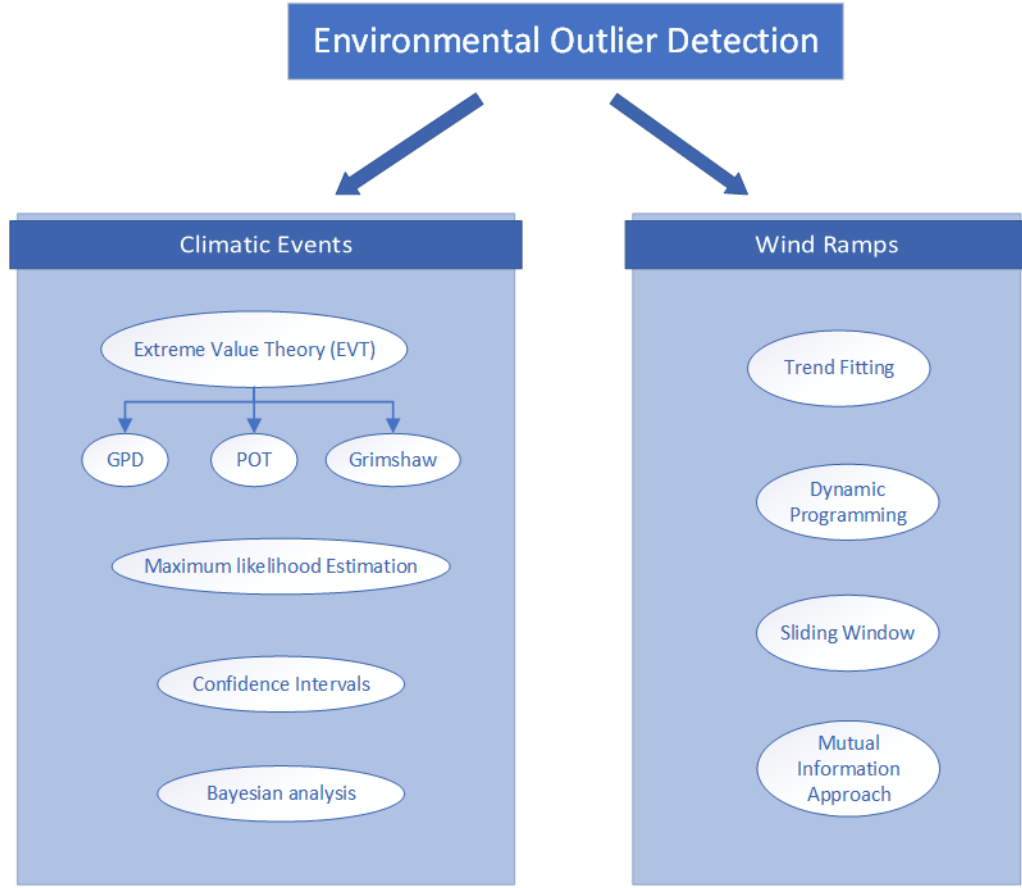 Environmental Outlier Detection
Climatic Events
Extreme Value Theory (EVT)
GPD
POT
Grimshaw
Maximum likelihood Estimation
Confidence Intervals
Bayesian analysis
Wind Ramps
Trend Fitting
Dynamic
Programming
Sliding Window
Mutual
Information
Approach